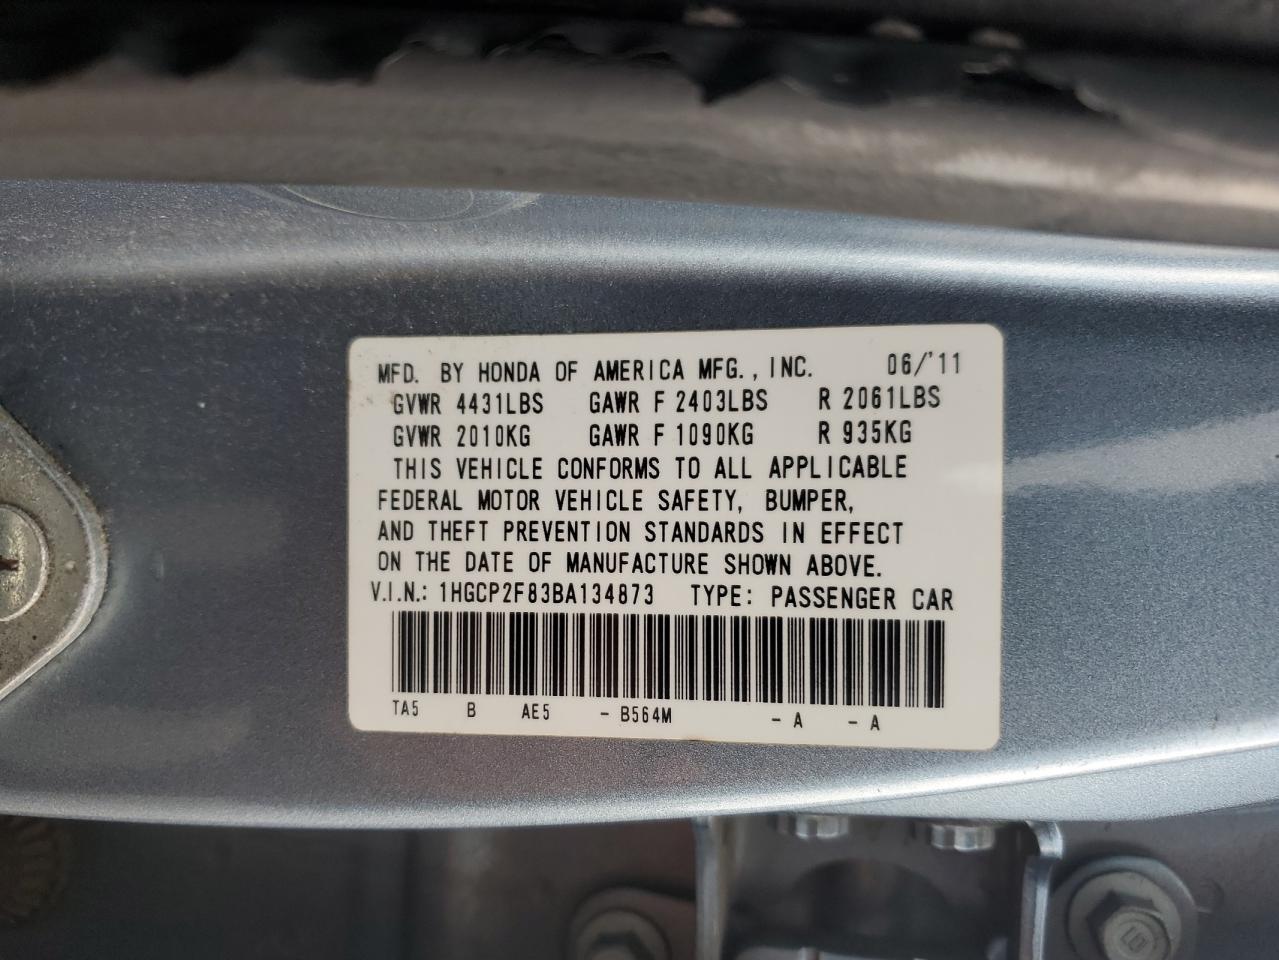 MFD. BY HONDA OF AMERICA MFG., INC. 06/'11
GVWR 4431LBS GAWR F 2403LBS R 2061LBS
GVWR 2010KG GAWR F 1090KG R 935KG
THIS VEHICLE CONFORMS TO ALL APPLICABLE
FEDERAL MOTOR VEHICLE SAFETY, BUMPER,
AND THEFT PREVENTION STANDARDS IN EFFECT
ON THE DATE OF MANUFACTURE SHOWN ABOVE.
V.I.N.: 1HGCP2F83BA134873 TYPE: PASSENGER CAR
TA5 B AE5 - B564M - A - A